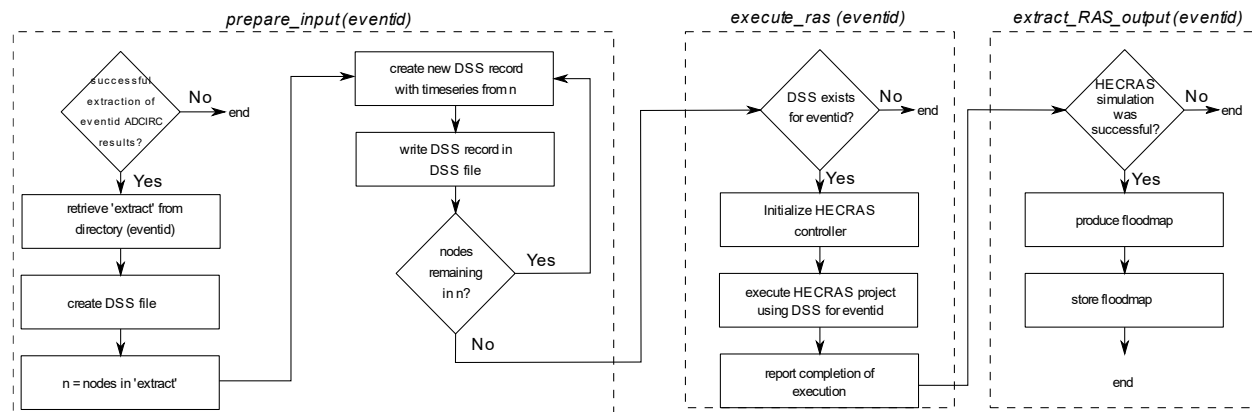 prepare_input (eventid)
successful
extraction of
eventid ADCIRC
results?
No
end
Yes
retrieve 'extract' from
directory (eventid)
create DSS file
n = nodes in 'extract'
create new DSS record
with timeseries from n
write DSS record in
DSS file
nodes
remaining
in n?
Yes
No
execute_ras (eventid)
DSS exists
for eventid?
No
end
Yes
Initialize HECRAS
controller
execute HECRAS project
using DSS for eventid
report completion of
execution
extract_RAS_output (eventid)
HECRAS
simulation
was
successful?
No
end
Yes
produce floodmap
store floodmap
end